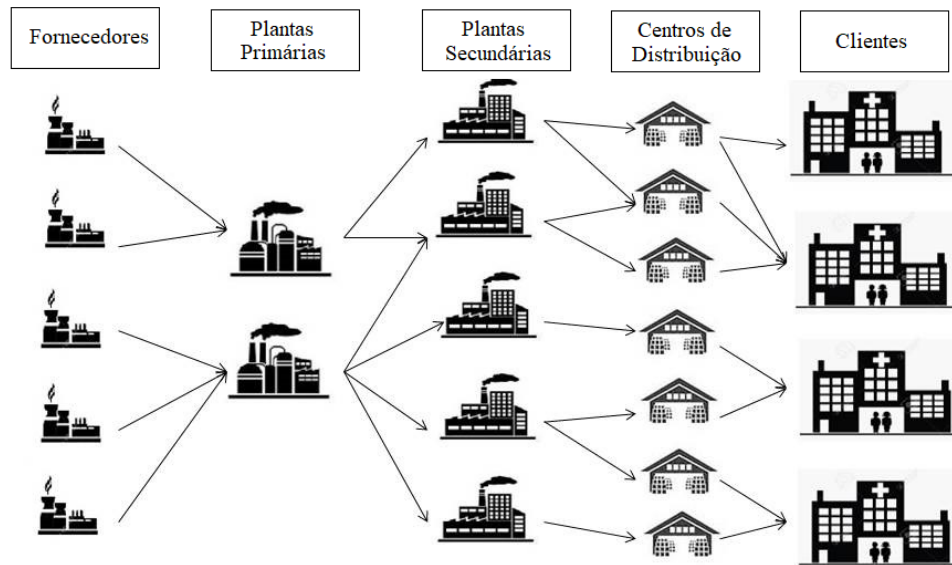 Fornecedores
Plantas
Primárias
Plantas
Secundárias
Centros de
Distribuição
Clientes